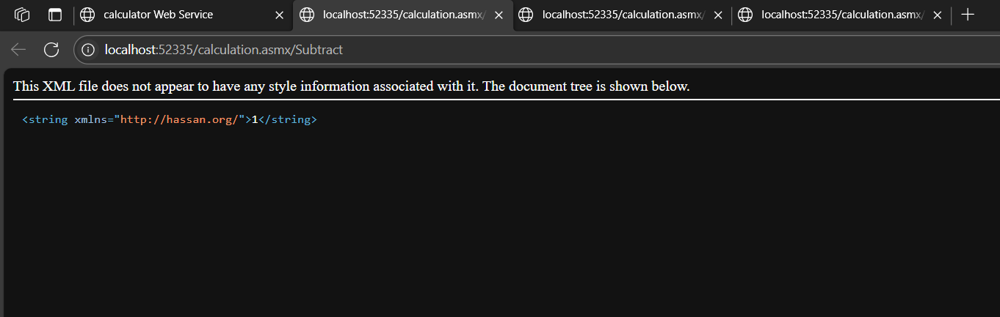 calculator Web Service
localhost:52335/calculation.asmx/
localhost:52335/calculation.asmx/
localhost:52335/calculation.asmx/
localhost:52335/calculation.asmx/Subtract
This XML file does not appear to have any style information associated with it. The document tree is shown below.
<string xmlns="http://hassan.org/">1</string>